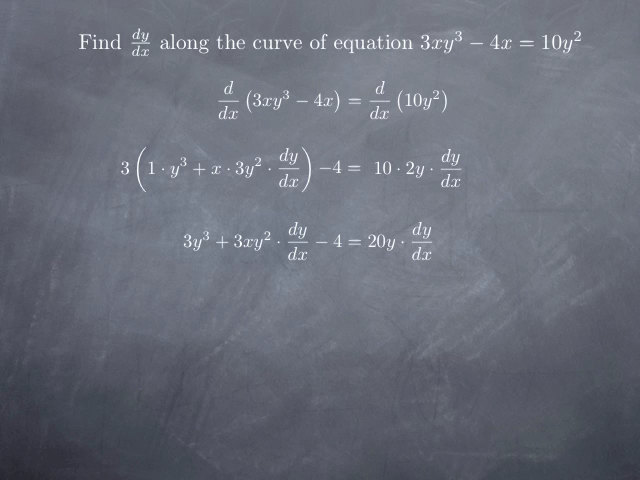 Find dy/dx along the curve of equation 3xy³ − 4x = 10y²
d/dx (3xy³ − 4x) = d/dx (10y²)
3 (1 · y³ + x · 3y² · dy/dx) −4 = 10 · 2y · dy/dx
3y³ + 3xy² · dy/dx − 4 = 20y · dy/dx